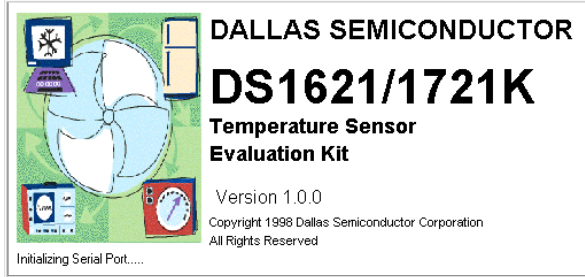 DALLAS SEMICONDUCTOR
DS1621/1721K
Temperature Sensor
Evaluation Kit
Version 1.0.0
Copyright 1998 Dallas Semiconductor Corporation
All Rights Reserved
Initializing Serial Port.....